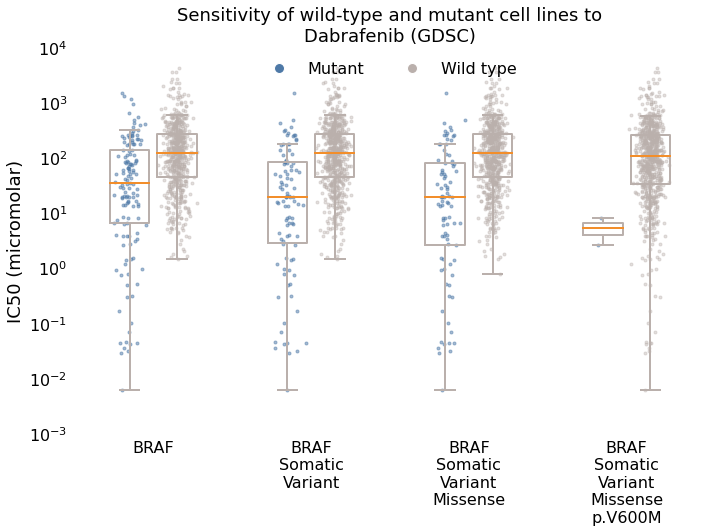 Sensitivity of wild-type and mutant cell lines to
Dabrafenib (GDSC)
Mutant
Wild type
IC50 (micromolar)
10⁴
10³
10²
10¹
10⁰
10⁻¹
10⁻²
10⁻³
BRAF
BRAF
Somatic
Variant
BRAF
Somatic
Variant
Missense
BRAF
Somatic
Variant
Missense
p.V600M